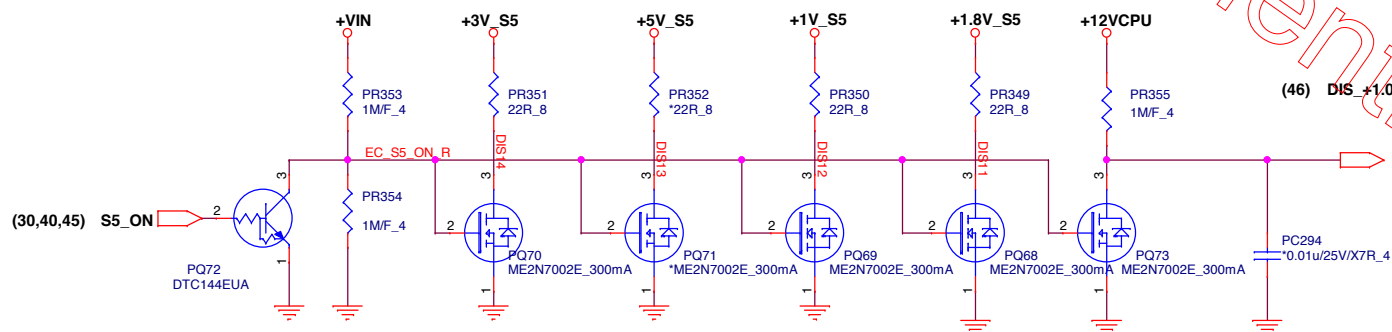 +VIN
+3V_S5
+5V_S5
+1V_S5
+1.8V_S5
+12VCPU
PR353
1M/F_4
PR351
22R_8
PR352
*22R_8
PR350
22R_8
PR349
22R_8
PR355
1M/F_4
(46) DIS_+1.0
EC_S5_ON_R
DIS14
DIS13
DIS12
DIS11
3
3
3
3
3
3
PR354
1M/F_4
(30,40,45) S5_ON
2
2
2
2
2
2
PQ72
DTC144EUA
1
PQ70
ME2N7002E_300mA
1
PQ71
*ME2N7002E_300mA
1
PQ69
ME2N7002E_300mA
1
PQ68
ME2N7002E_300mA
1
PQ73
ME2N7002E_300mA
1
PC294
*0.01u/25V/X7R_4